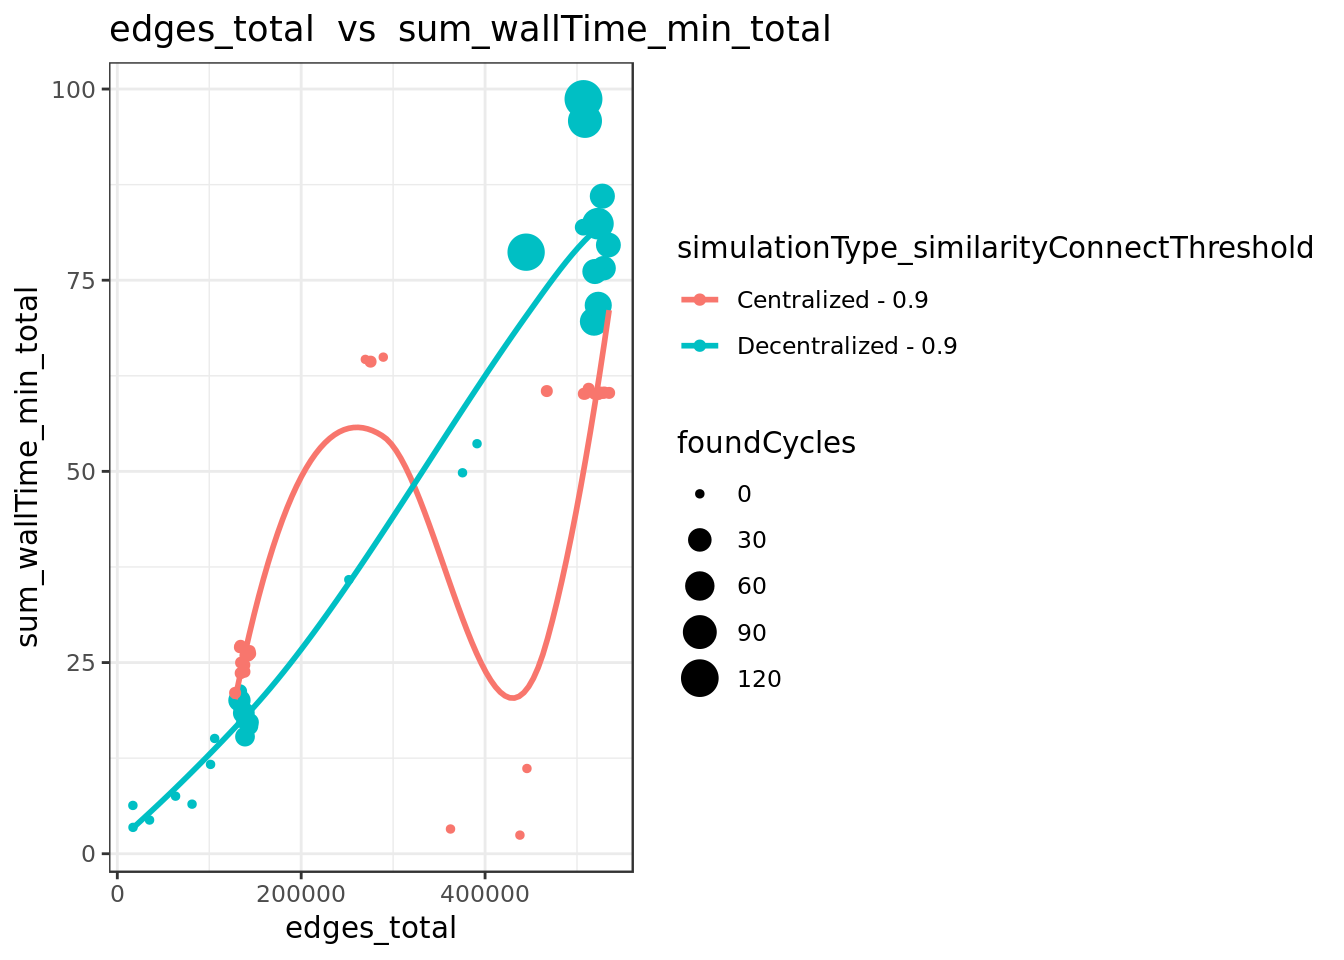 edges_total  vs  sum_wallTime_min_total
100
75
50
25
0
sum_wallTime_min_total
0
200000
400000
edges_total
simulationType_similarityConnectThreshold
Centralized - 0.9
Decentralized - 0.9
foundCycles
0
30
60
90
120